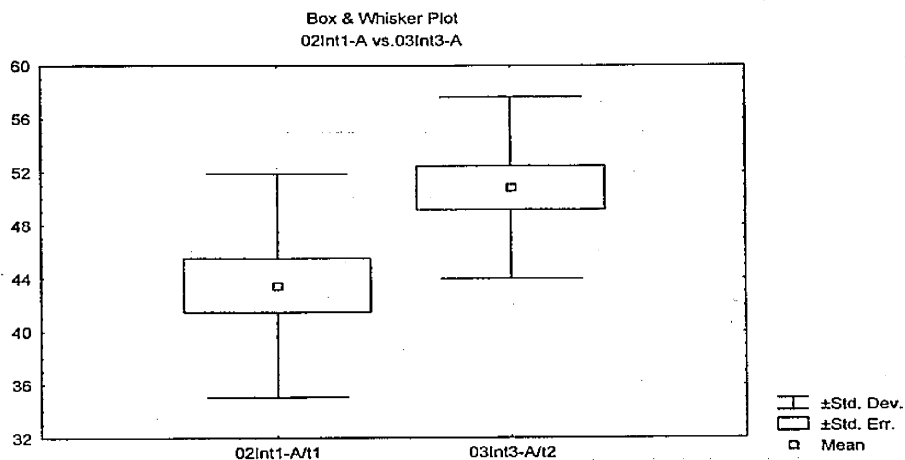 Box & Whisker Plot
02Int1-A vs.03Int3-A
60
56
52
48
44
40
36
32
02Int1-A/t1
03Int3-A/t2
±Std. Dev.
±Std. Err.
Mean